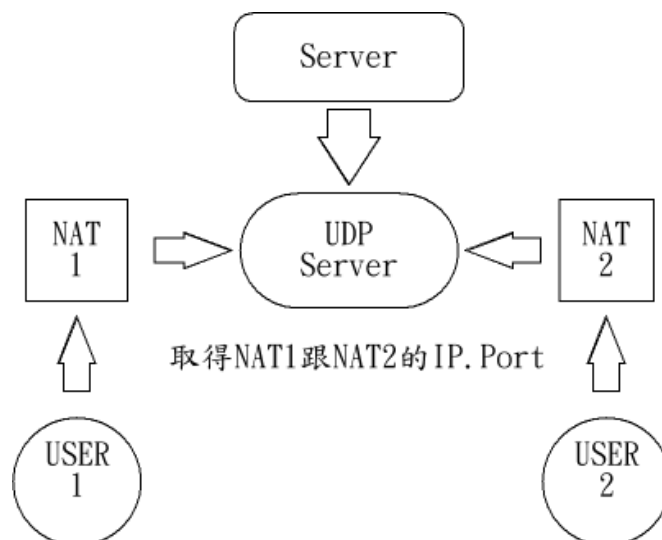 Server
NAT
1
UDP
Server
NAT
2
取得NAT1跟NAT2的IP.Port
USER
1
USER
2